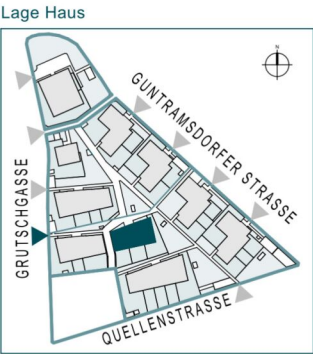 Lage Haus
N
GUNTRAMSDORFER STRASSE
GRUTSCHGASSE
QUELLENSTRASSE